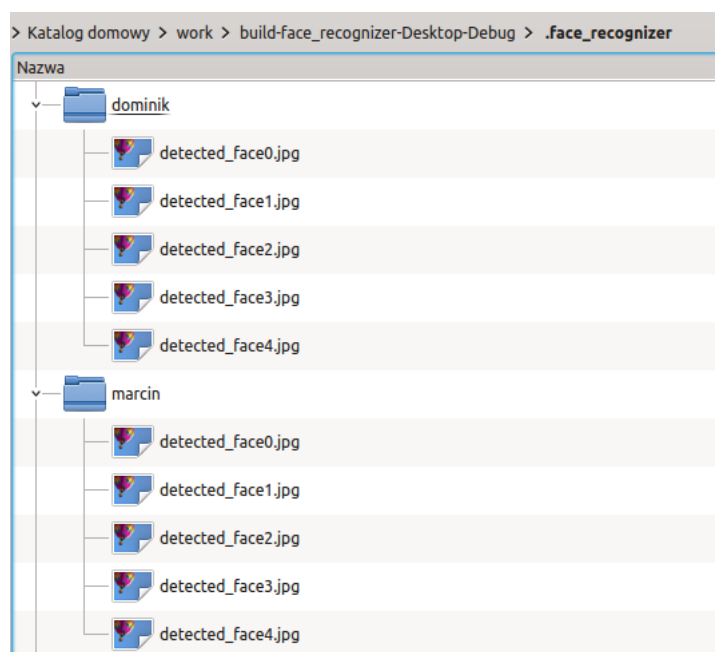 > Katalog domowy > work > build-face_recognizer-Desktop-Debug > .face_recognizer
Nazwa
dominik
detected_face0.jpg
detected_face1.jpg
detected_face2.jpg
detected_face3.jpg
detected_face4.jpg
marcin
detected_face0.jpg
detected_face1.jpg
detected_face2.jpg
detected_face3.jpg
detected_face4.jpg